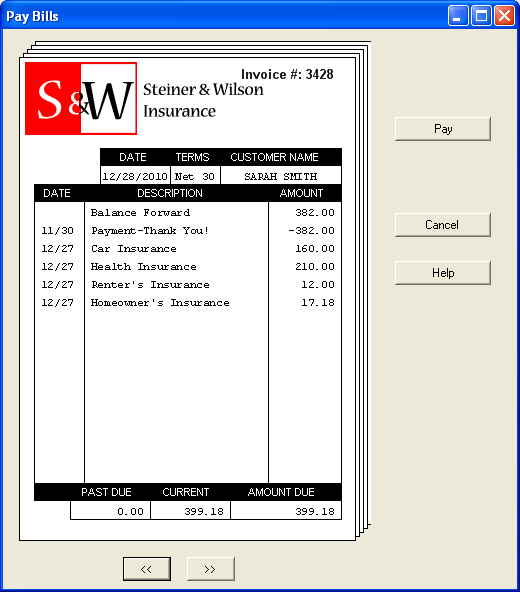 Pay Bills
Invoice #: 3428
S&W
Steiner & Wilson
Insurance
DATE TERMS CUSTOMER NAME
12/28/2010 Net 30 SARAH SMITH
DATE DESCRIPTION AMOUNT
Balance Forward 382.00
11/30 Payment-Thank You! -382.00
12/27 Car Insurance 160.00
12/27 Health Insurance 210.00
12/27 Renter's Insurance 12.00
12/27 Homeowner's Insurance 17.18
PAST DUE CURRENT AMOUNT DUE
0.00 399.18 399.18
<< >>
Pay
Cancel
Help